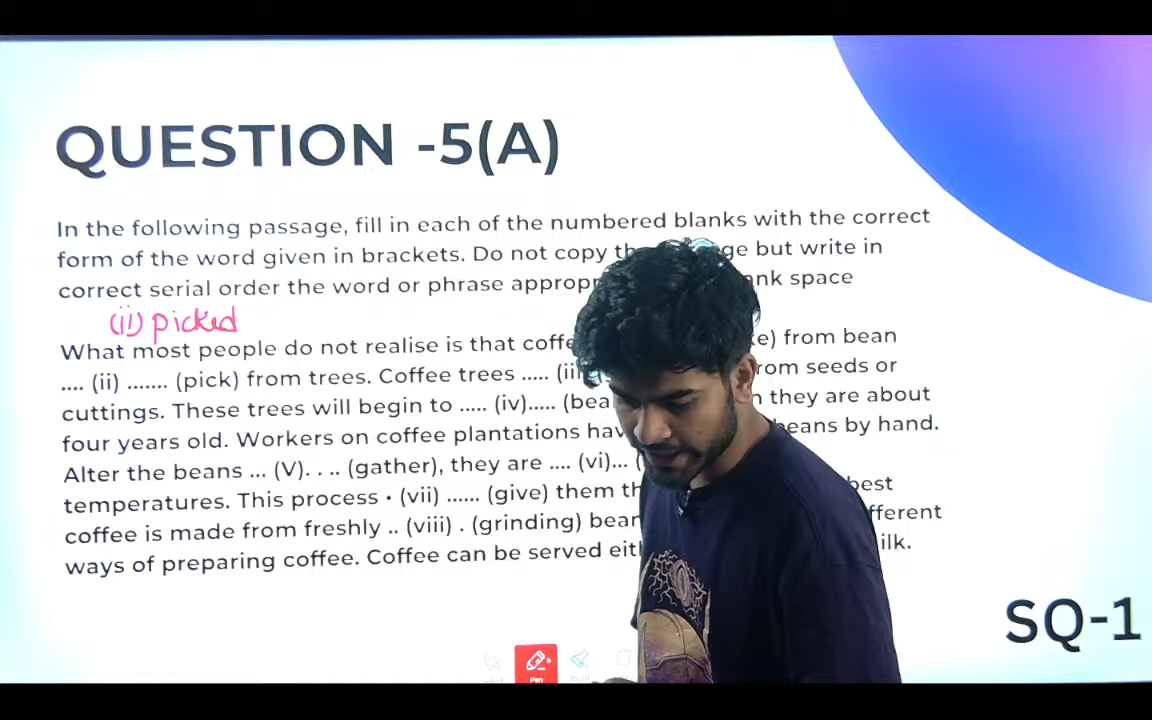 QUESTION -5(A)
In the following passage, fill in each of the numbered blanks with the correct
form of the word given in brackets. Do not copy the ge but write in
correct serial order the word or phrase approp nk space
(ii) picked
What most people do not realise is that coff e) from bean
.... (ii) ....... (pick) from trees. Coffee trees ..... (ii rom seeds or
cuttings. These trees will begin to ..... (iv)..... (bea n they are about
four years old. Workers on coffee plantations hav beans by hand.
Alter the beans ... (V). . .. (gather), they are .... (vi)... (
temperatures. This process • (vii) ...... (give) them th best
coffee is made from freshly .. (viii) . (grinding) bean fferent
ways of preparing coffee. Coffee can be served eit ilk.
SQ-1
Pen